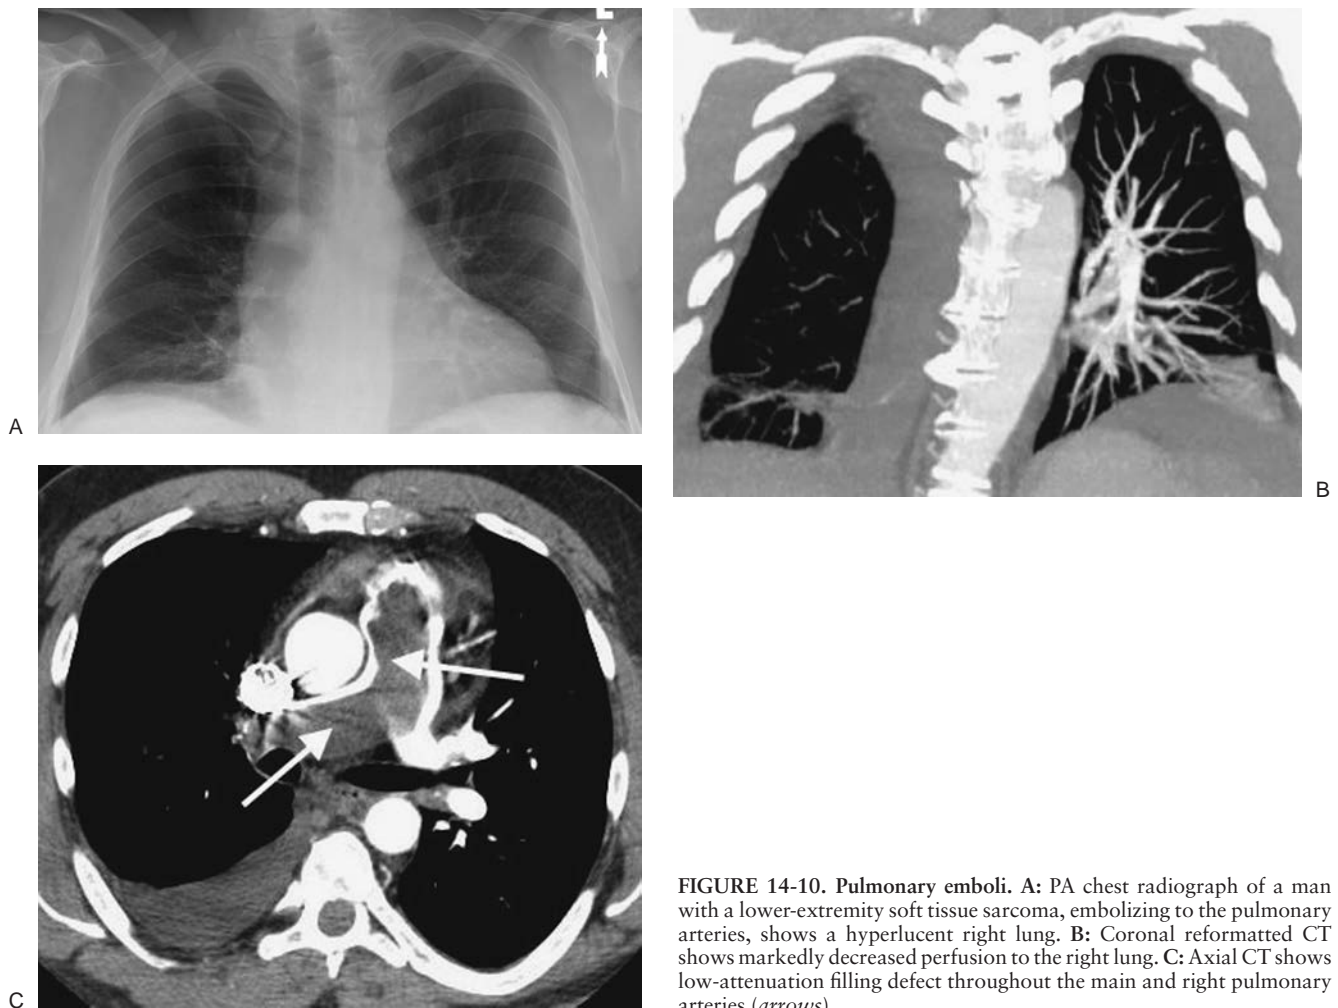 L
A
B
C
FIGURE 14-10. Pulmonary emboli. A: PA chest radiograph of a man
with a lower-extremity soft tissue sarcoma, embolizing to the pulmonary
arteries, shows a hyperlucent right lung. B: Coronal reformatted CT
shows markedly decreased perfusion to the right lung. C: Axial CT shows
low-attenuation filling defect throughout the main and right pulmonary
arteries (arrows).